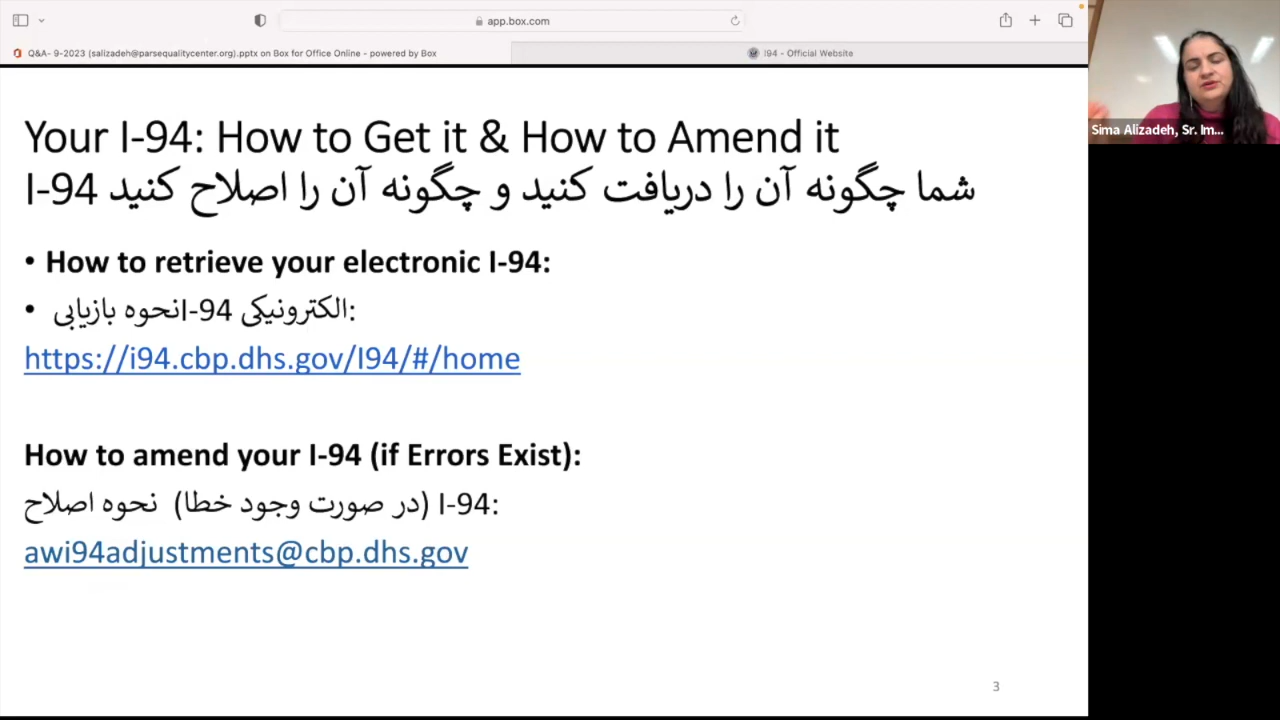 app.box.com
Q&A- 9-2023 (salizadeh@parsequalitycenter.org).pptx on Box for Office Online - powered by Box
I94 - Official Website
Sima Alizadeh, Sr. Im...
Your I-94: How to Get it & How to Amend it
I-94 شما چگونه آن را دریافت کنید و چگونه آن را اصلاح کنید
• How to retrieve your electronic I-94:
• نحوه بازیابیI-94 الکترونیکی:
https://i94.cbp.dhs.gov/I94/#/home
How to amend your I-94 (if Errors Exist):
نحوه اصلاح (در صورت وجود خطا) I-94:
awi94adjustments@cbp.dhs.gov
3